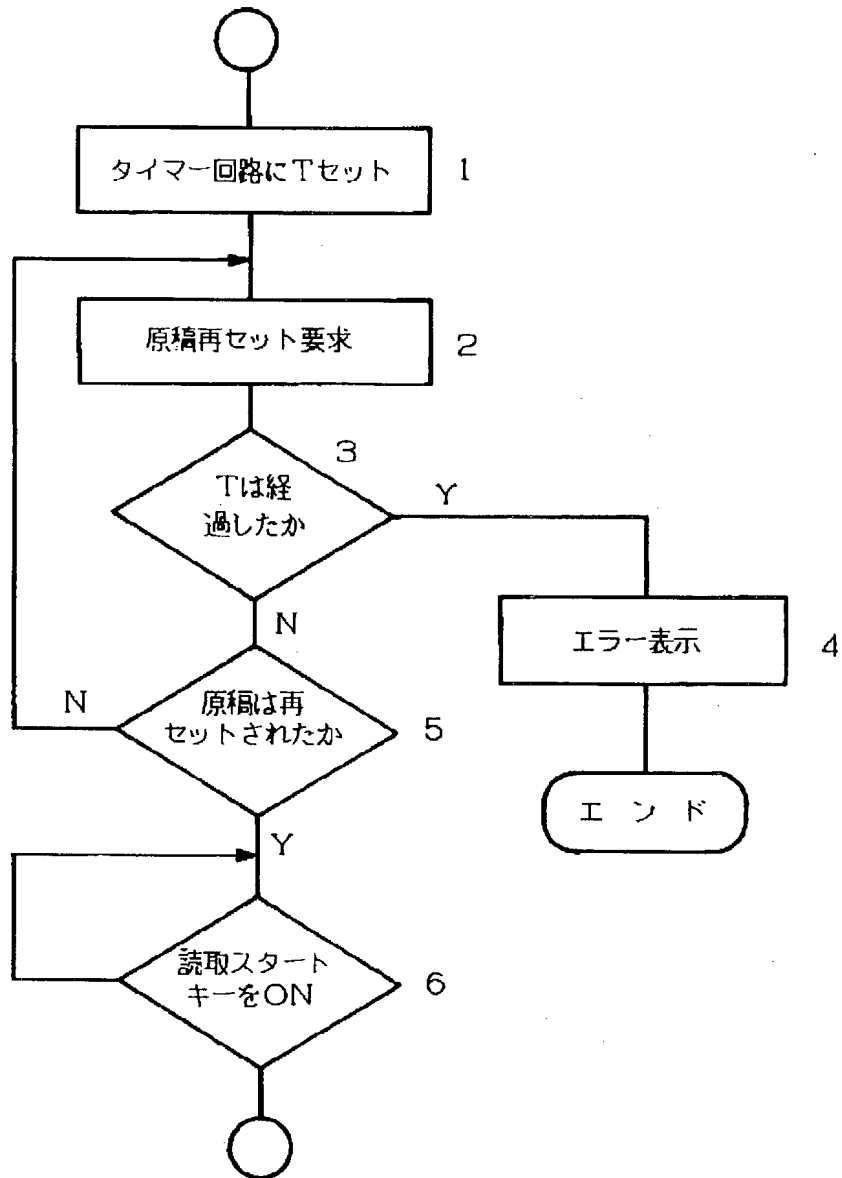 タイマー回路にTセット
1
原稿再セット要求
2
3
Tは経
過したか
Y
N
エラー表示
4
N
原稿は再
セットされたか
5
エンド
Y
読取スタート
キーをON
6